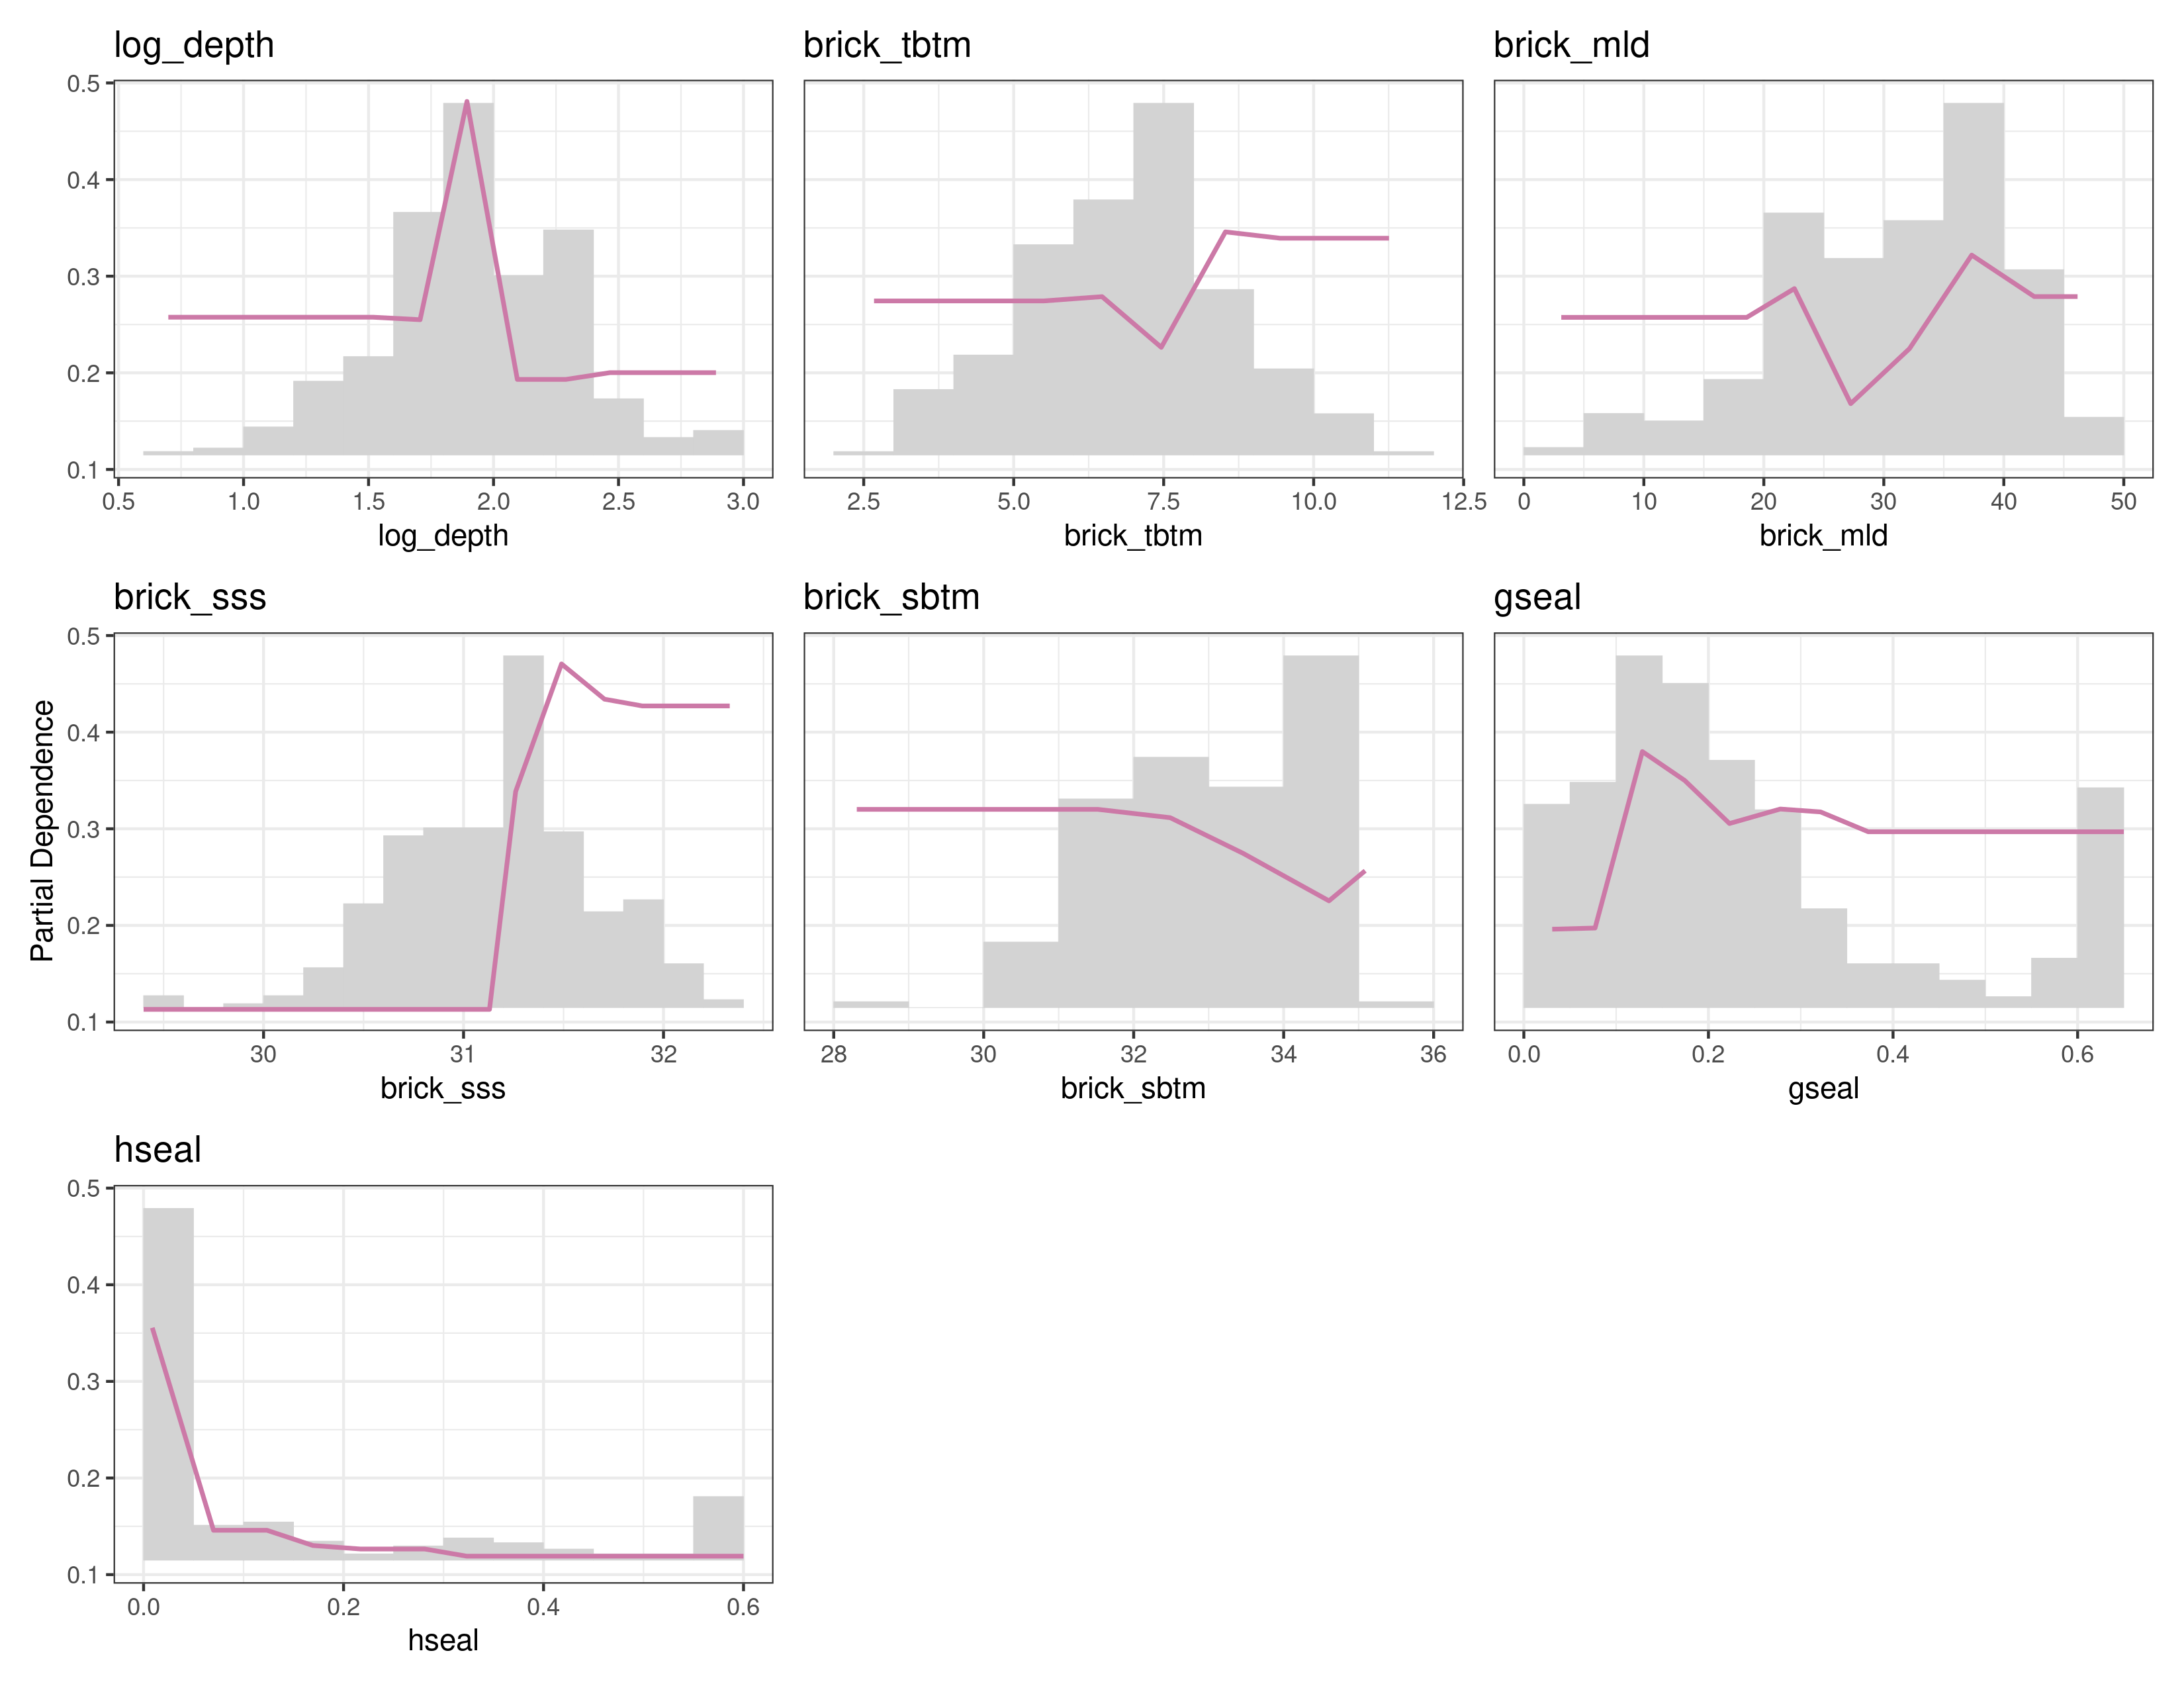 log_depth
brick_tbtm
brick_mld
0.5
0.4
0.3
0.2
0.1
0.5 1.0 1.5 2.0 2.5 3.0
2.5 5.0 7.5 10.0 12.5
0 10 20 30 40 50
log_depth
brick_tbtm
brick_mld
brick_sss
brick_sbtm
gseal
Partial Dependence
0.5
0.4
0.3
0.2
0.1
30 31 32
28 30 32 34 36
0.0 0.2 0.4 0.6
brick_sss
brick_sbtm
gseal
hseal
0.5
0.4
0.3
0.2
0.1
0.0 0.2 0.4 0.6
hseal